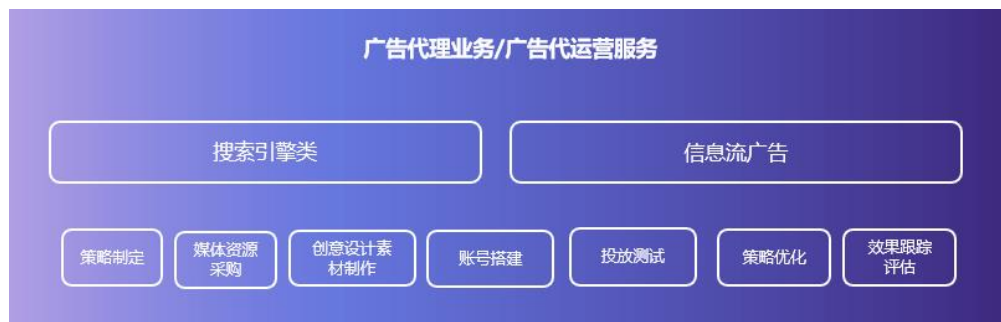 广告代理业务/广告代运营服务
搜索引擎类
信息流广告
策略制定
媒体资源
采购
创意设计素
材制作
账号搭建
投放测试
策略优化
效果跟踪
评估